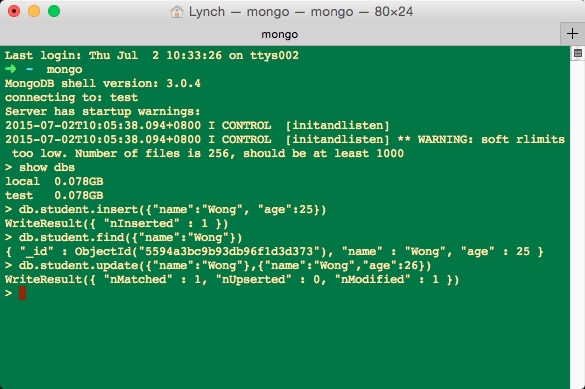 Lynch — mongo — mongo — 80×24
mongo
Last login: Thu Jul  2 10:33:26 on ttys002
➜  ~  mongo
MongoDB shell version: 3.0.4
connecting to: test
Server has startup warnings:
2015-07-02T10:05:38.094+0800 I CONTROL  [initandlisten]
2015-07-02T10:05:38.094+0800 I CONTROL  [initandlisten] ** WARNING: soft rlimits
 too low. Number of files is 256, should be at least 1000
> show dbs
local  0.078GB
test   0.078GB
> db.student.insert({"name":"Wong", "age":25})
WriteResult({ "nInserted" : 1 })
> db.student.find({"name":"Wong"})
{ "_id" : ObjectId("5594a3bc9b93db96f1d3d373"), "name" : "Wong", "age" : 25 }
> db.student.update({"name":"Wong"},{"name":"Wong","age":26})
WriteResult({ "nMatched" : 1, "nUpserted" : 0, "nModified" : 1 })
>